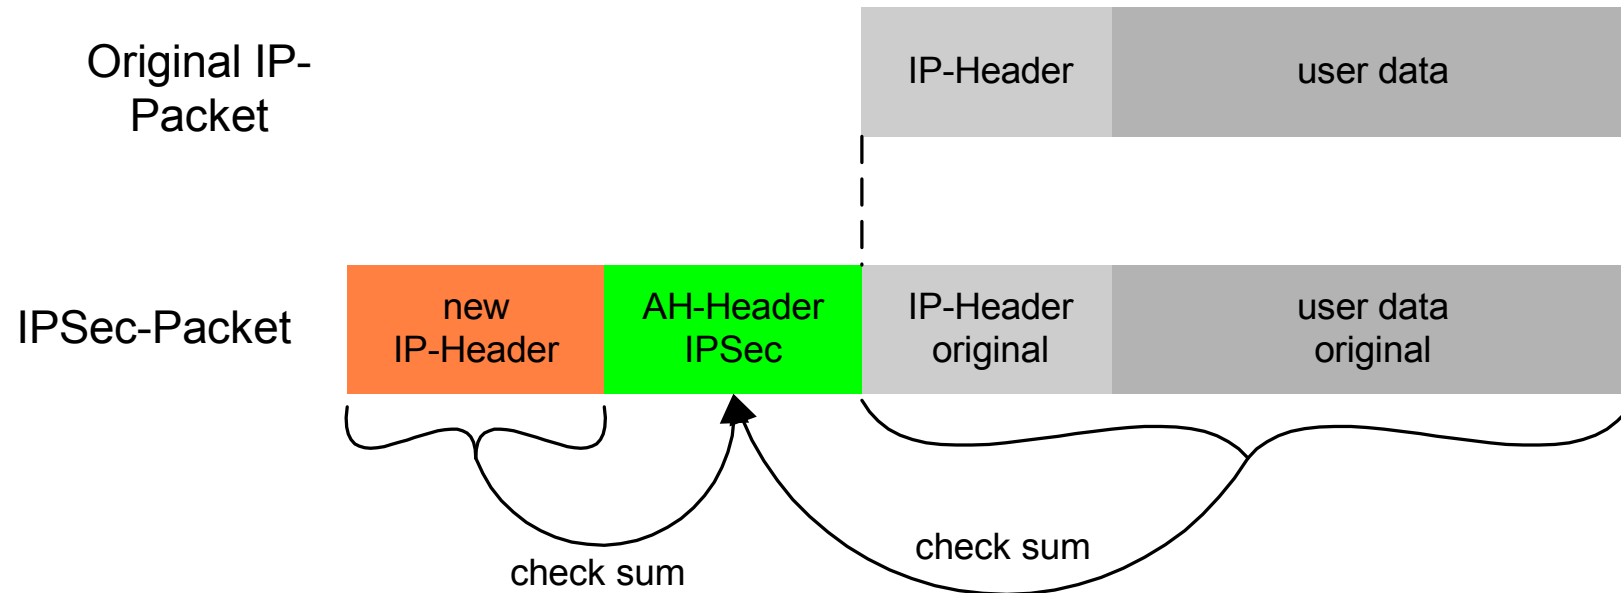 Original IP-
Packet
IP-Header
user data
IPSec-Packet
new
IP-Header
AH-Header
IPSec
IP-Header
original
user data
original
check sum
check sum